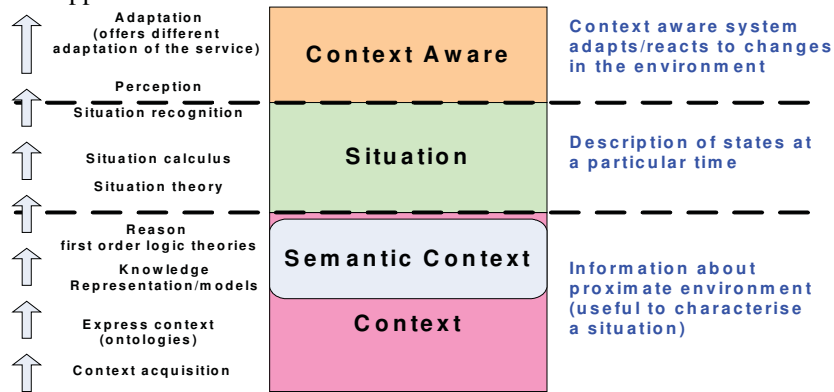 Adaptation
(offers different
adaptation of the service)
Perception
Situation recognition
Situation calculus
Situation theory
Reason
first order logic theories
Knowledge
Representation/models
Express context
(ontologies)
Context acquisition
Context Aware
Situation
Semantic Context
Context
Context aware system
adapts/reacts to changes
in the environment
Description of states at
a particular time
Information about
proximate environment
(useful to characterise
a situation)